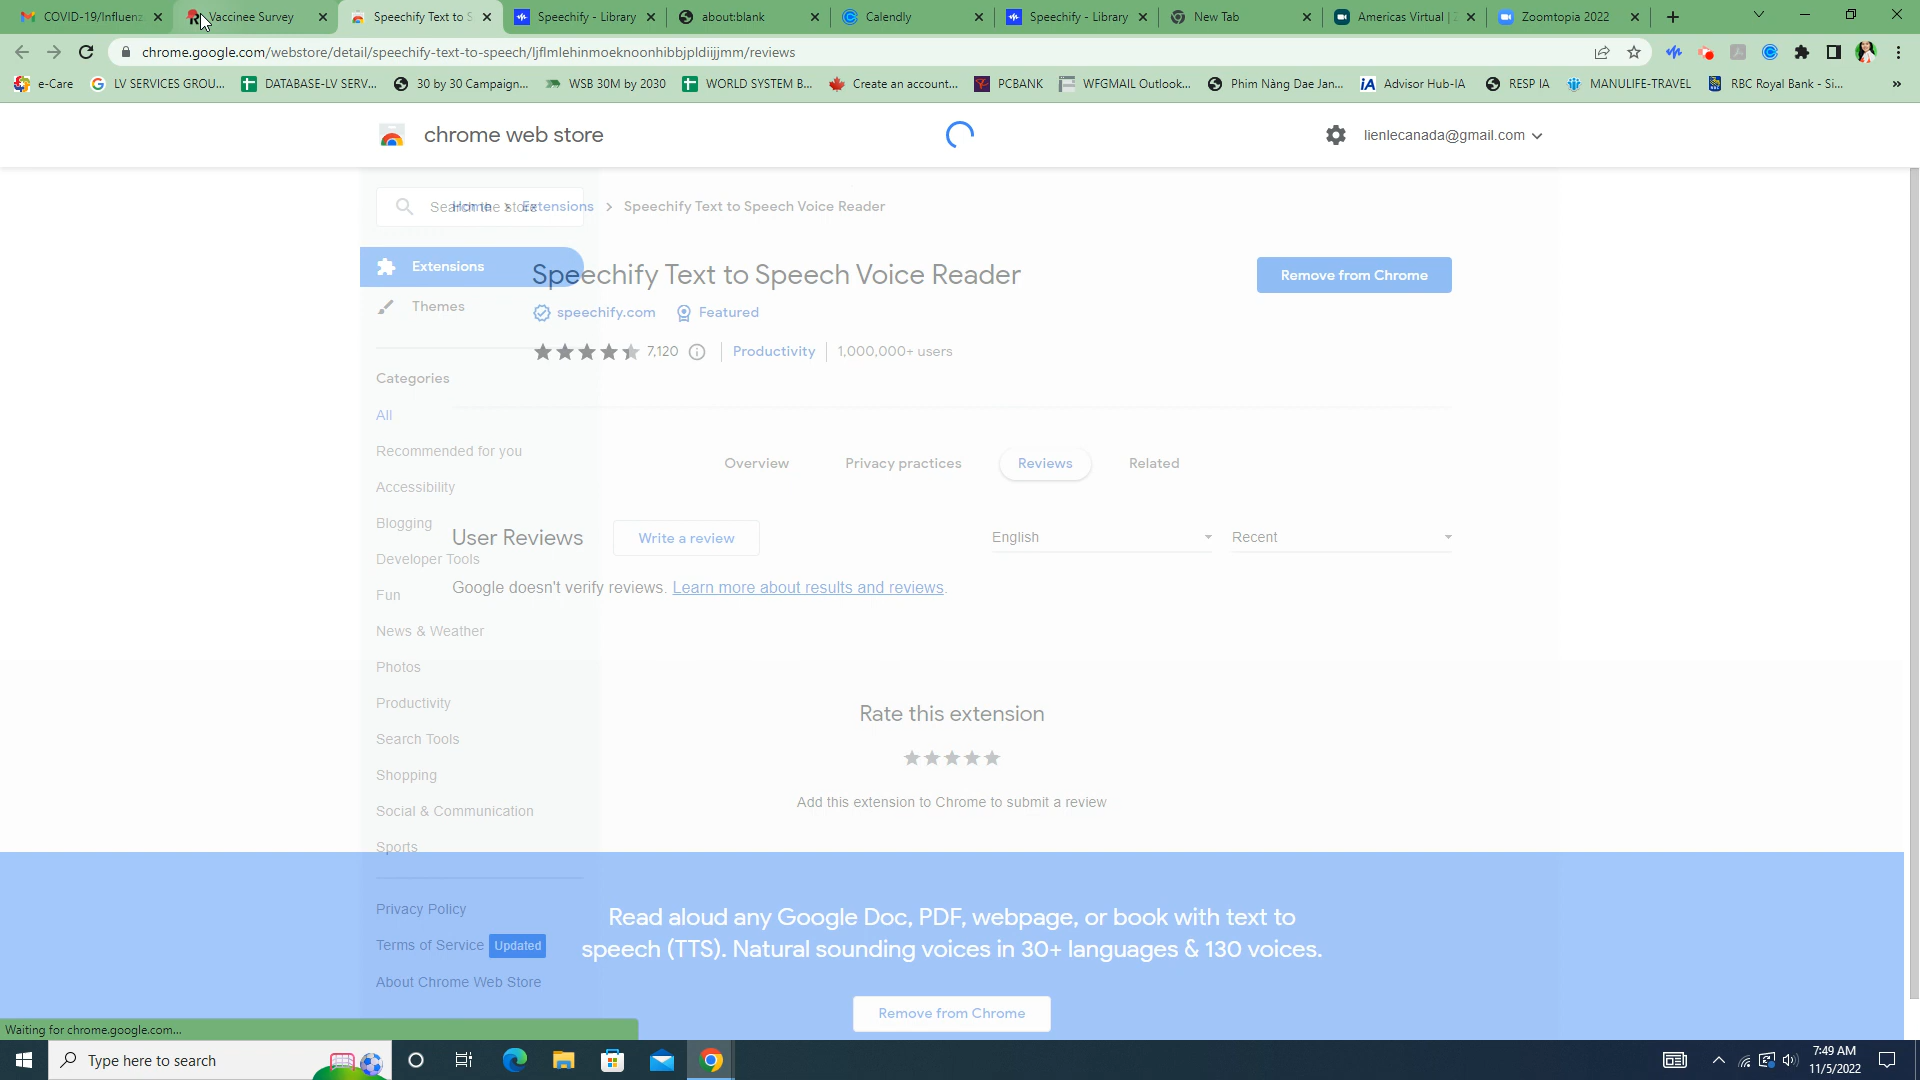 COVID-19/Influenz
Vaccinee Survey
Speechify Text to S
Speechify - Library
about:blank
Calendly
Speechify - Library
New Tab
Americas Virtual | Z
Zoomtopia 2022
chrome.google.com/webstore/detail/speechify-text-to-speech/ljflmlehinmoeknoonhibbjpldiijjmm/reviews
e-Care
LV SERVICES GROU...
DATABASE-LV SERV...
30 by 30 Campaign...
WSB 30M by 2030
WORLD SYSTEM B...
Create an account...
PCBANK
WFGMAIL Outlook...
Phim Nàng Dae Jan...
Advisor Hub-IA
RESP IA
MANULIFE-TRAVEL
RBC Royal Bank - Si...
»
chrome web store
lienlecanada@gmail.com
Search the store
Home > Extensions > Speechify Text to Speech Voice Reader
Extensions
Speechify Text to Speech Voice Reader
Remove from Chrome
Themes
speechify.com
Featured
7,120
Productivity
1,000,000+ users
Categories
All
Recommended for you
Accessibility
Blogging
Developer Tools
Fun
News & Weather
Photos
Productivity
Search Tools
Shopping
Social & Communication
Sports
Overview
Privacy practices
Reviews
Related
User Reviews
Write a review
English
Recent
Google doesn't verify reviews. Learn more about results and reviews.
Rate this extension
Add this extension to Chrome to submit a review
Privacy Policy
Terms of Service Updated
About Chrome Web Store
Read aloud any Google Doc, PDF, webpage, or book with text to
speech (TTS). Natural sounding voices in 30+ languages & 130 voices.
Remove from Chrome
Waiting for chrome.google.com...
Type here to search
7:49 AM
11/5/2022